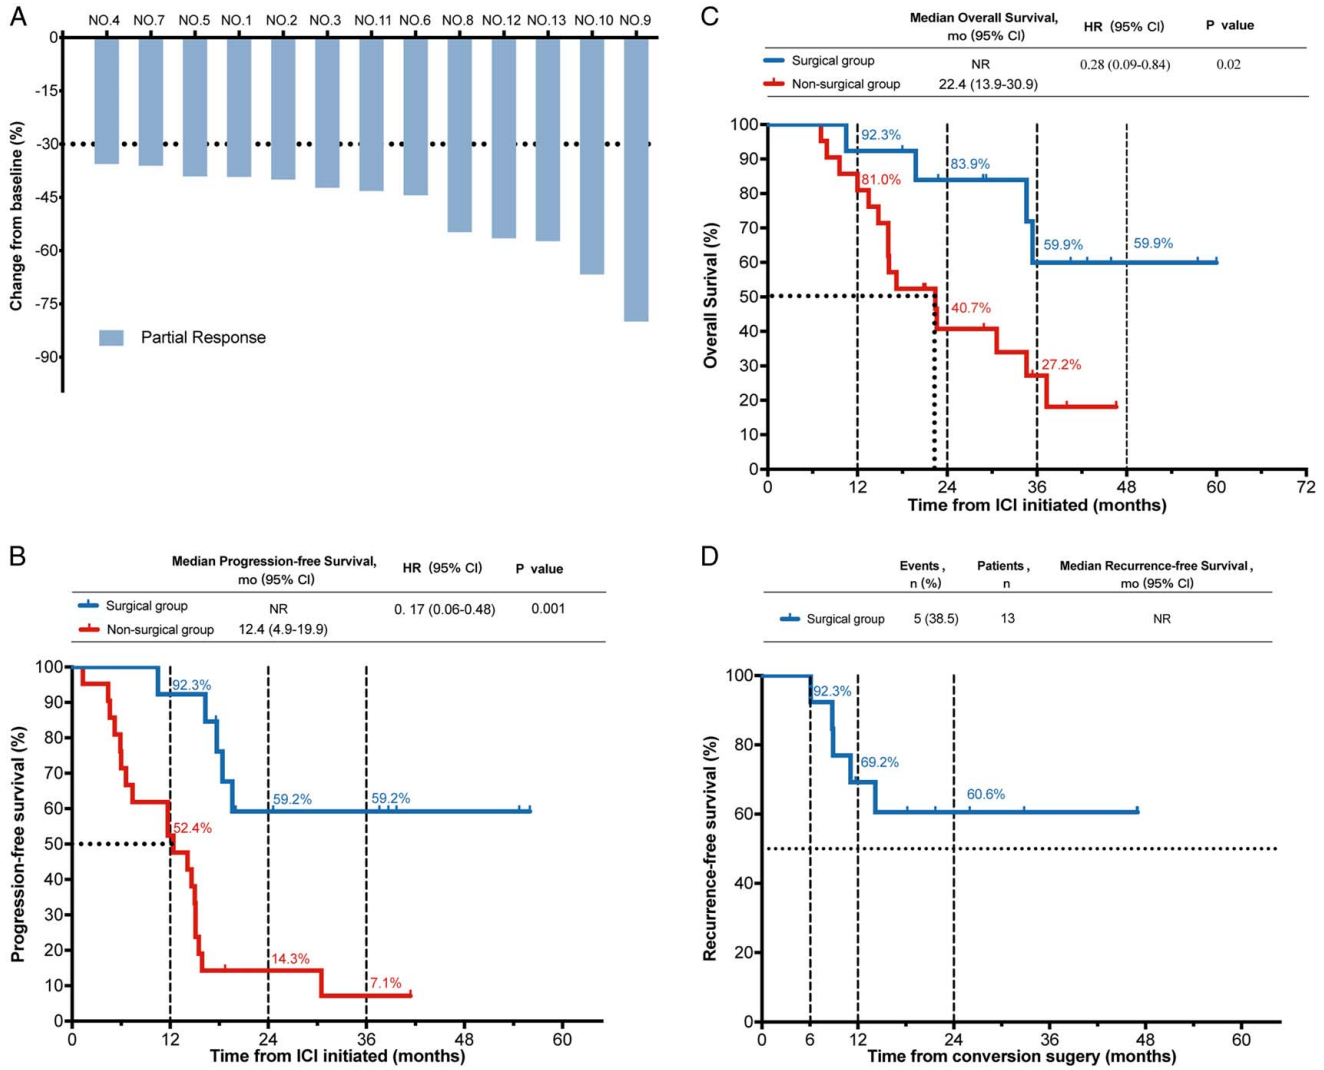 A
NO.4 NO.7 NO.5 NO.1 NO.2 NO.3 NO.11 NO.6 NO.8 NO.12 NO.13 NO.10 NO.9
0
-15
-30
-45
-60
-75
-90
Change from baseline (%)
Partial Response
C
Median Overall Survival, HR (95% CI) P value
mo (95% CI)
Surgical group NR 0.28 (0.09-0.84) 0.02
Non-surgical group 22.4 (13.9-30.9)
100
90
80
70
60
50
40
30
20
10
0
Overall Surival (%)
92.3%
83.9%
81.0%
59.9% 59.9%
40.7%
27.2%
0 12 24 36 48 60 72
Time from ICI initiated (months)
B
Median Progression-free Survival, HR (95% CI) P value
mo (95% CI)
Surgical group NR 0. 17 (0.06-0.48) 0.001
Non-surgical group 12.4 (4.9-19.9)
100
90
80
70
60
50
40
30
20
10
0
Progression-free survival (%)
92.3%
59.2% 59.2%
52.4%
14.3%
7.1%
0 12 24 36 48 60
Time from ICI initiated (months)
D
Events, Patients, Median Recurrence-free Survival,
n (%) n mo (95% CI)
Surgical group 5 (38.5) 13 NR
100
80
60
40
20
0
Recurrence-free survival (%)
92.3%
69.2%
60.6%
0 6 12 24 36 48 60
Time from conversion sugery (months)